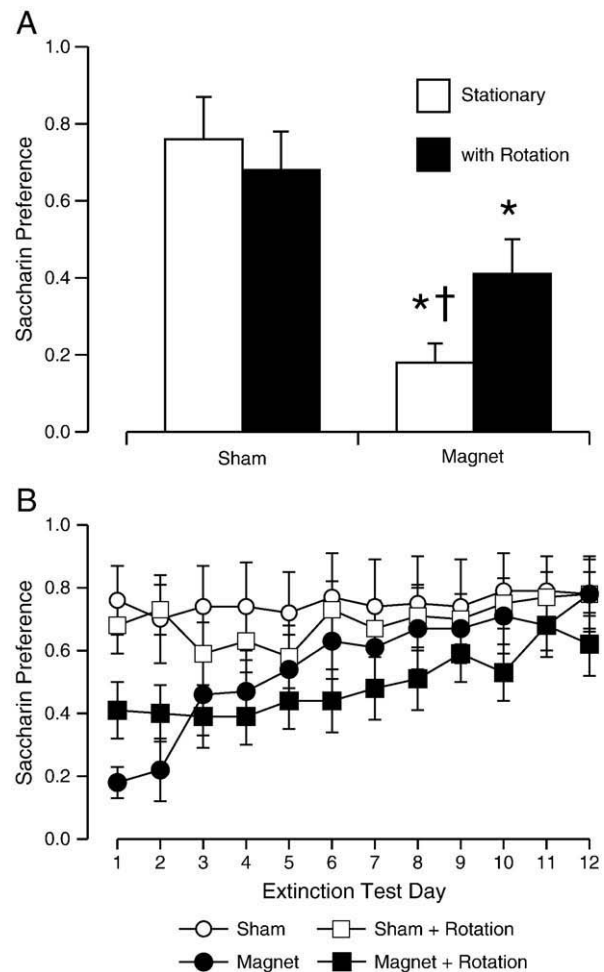 A
1.0
0.8
0.6
0.4
0.2
0.0
Saccharin Preference
Stationary
with Rotation
*
*†
Sham Magnet
B
1.0
0.8
0.6
0.4
0.2
0.0
Saccharin Preference
1 2 3 4 5 6 7 8 9 10 11 12
Extinction Test Day
Sham Sham + Rotation
Magnet Magnet + Rotation